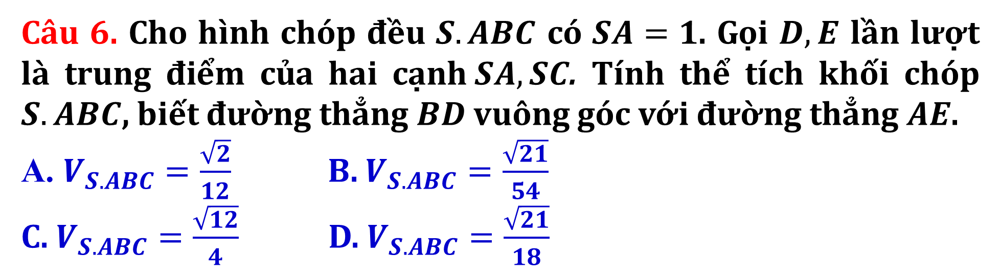 Câu 6. Cho hình chóp đều S.ABC có SA = 1. Gọi D, E lần lượt
là trung điểm của hai cạnh SA, SC. Tính thể tích khối chóp
S.ABC, biết đường thẳng BD vuông góc với đường thẳng AE.
A. V_{S.ABC} = \frac{\sqrt{2}}{12} B. V_{S.ABC} = \frac{\sqrt{21}}{54}
C. V_{S.ABC} = \frac{\sqrt{12}}{4} D. V_{S.ABC} = \frac{\sqrt{21}}{18}